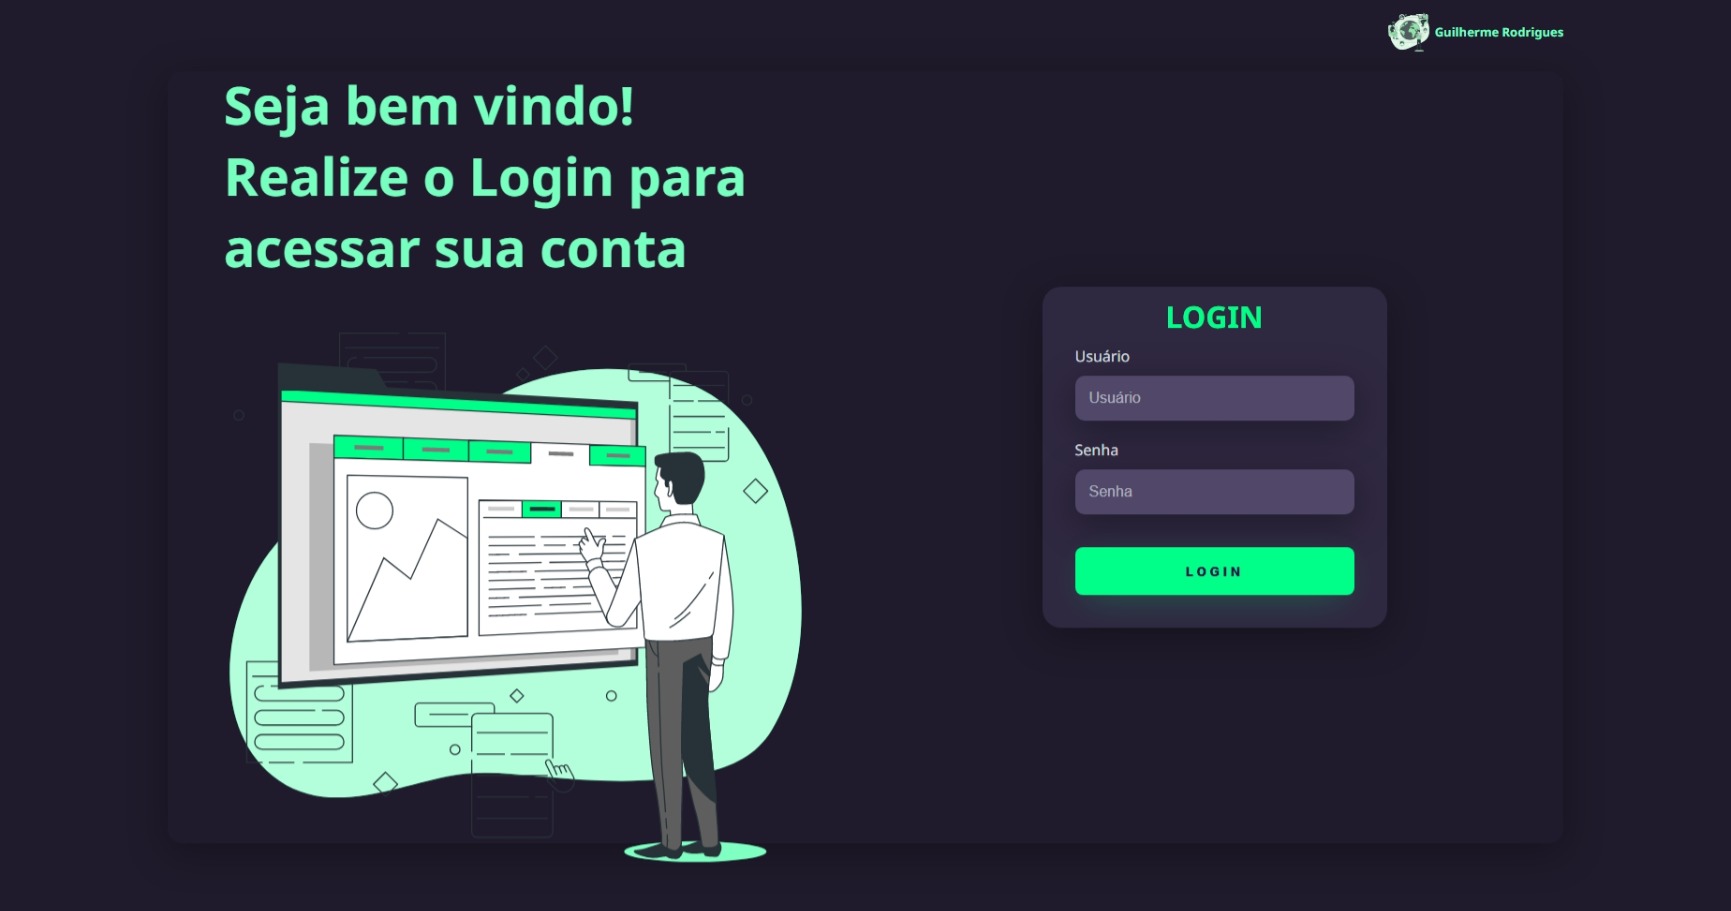 Guilherme Rodrigues
Seja bem vindo!
Realize o Login para
acessar sua conta
LOGIN
Usuário
Usuário
Senha
Senha
LOGIN